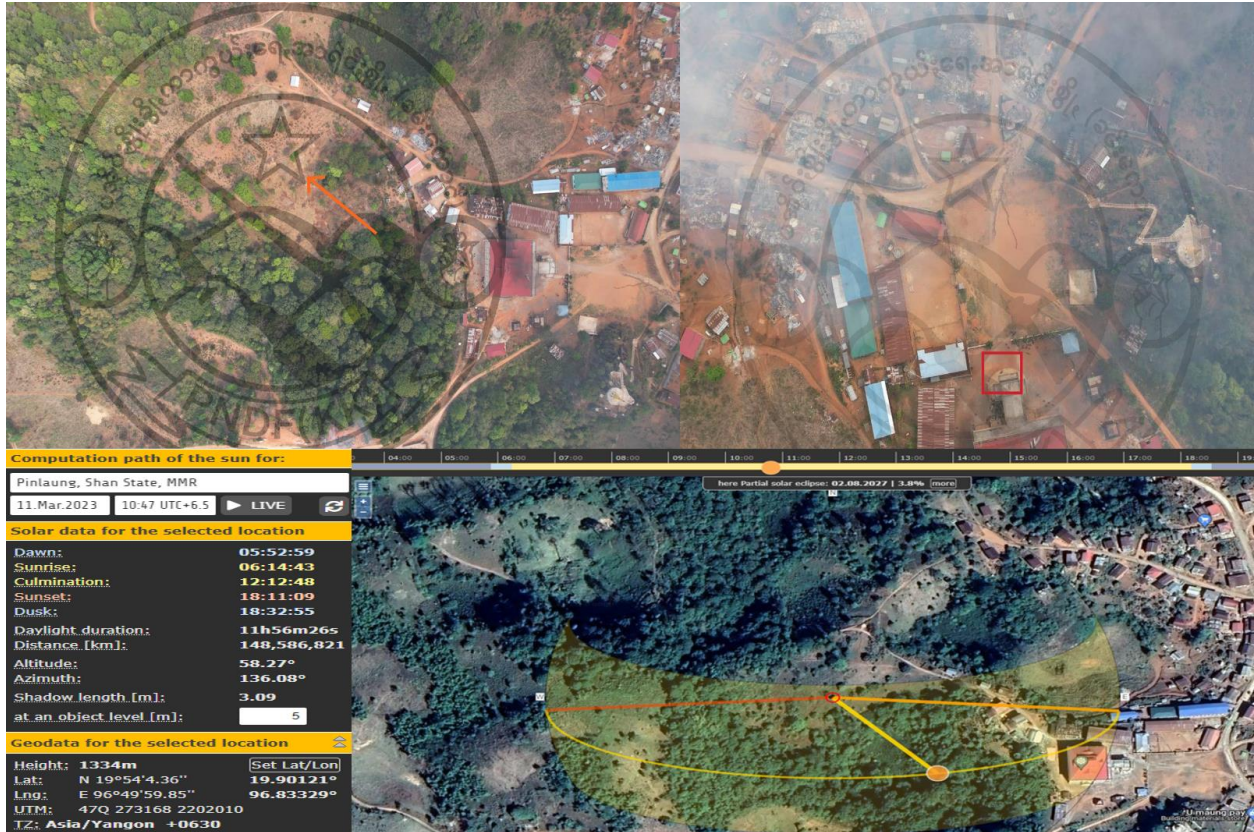 PNDF/KNDF
Computation path of the sun for:
Pinlaung, Shan State, MMR
11.Mar.2023 10:47 UTC+6.5 LIVE
Solar data for the selected location
Dawn: 05:52:59
Sunrise: 06:14:43
Culmination: 12:12:48
Sunset: 18:11:09
Dusk: 18:32:55
Daylight duration: 11h56m26s
Distance [km]: 148,586,821
Altitude: 58.27°
Azimuth: 136.08°
Shadow length [m]: 3.09
at an object level [m]: 5
Geodata for the selected location
Height: 1334m Set Lat/Lon
Lat: N 19°54'4.36'' 19.90121°
Lng: E 96°49'59.85'' 96.83329°
UTM: 47Q 273168 2202010
TZ: Asia/Yangon +0630
04:00 05:00 06:00 07:00 08:00 09:00 10:00 11:00 12:00 13:00 14:00 15:00 16:00 17:00 18:00 19
here Partial solar eclipse: 02.08.2027 | 3.8% more
N
W
E
U maung pay
Building materials store